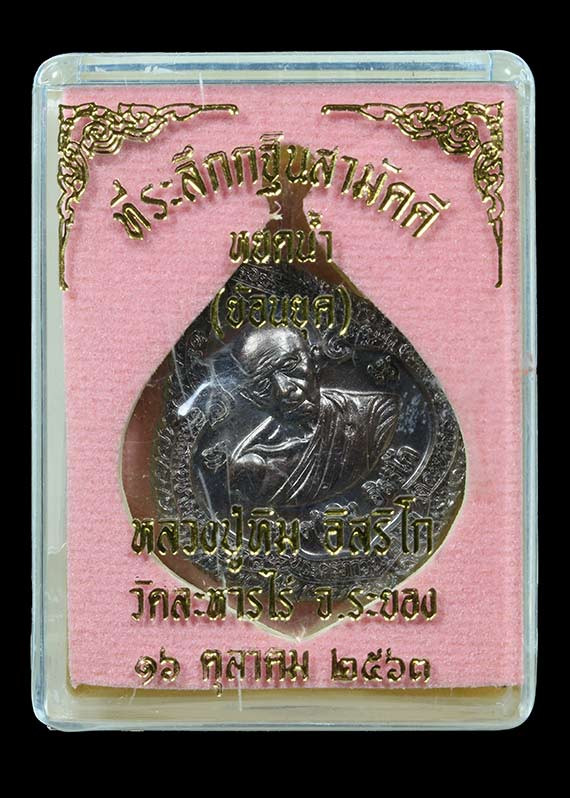 ที่ระลึกกฐินสามัคคี
หยดน้ำ
(ย้อนยุค)
หลวงปู่ทิม อิสริโก
วัดละหารไร่ จ.ระยอง
๑๖ ตุลาคม ๒๕๖๓